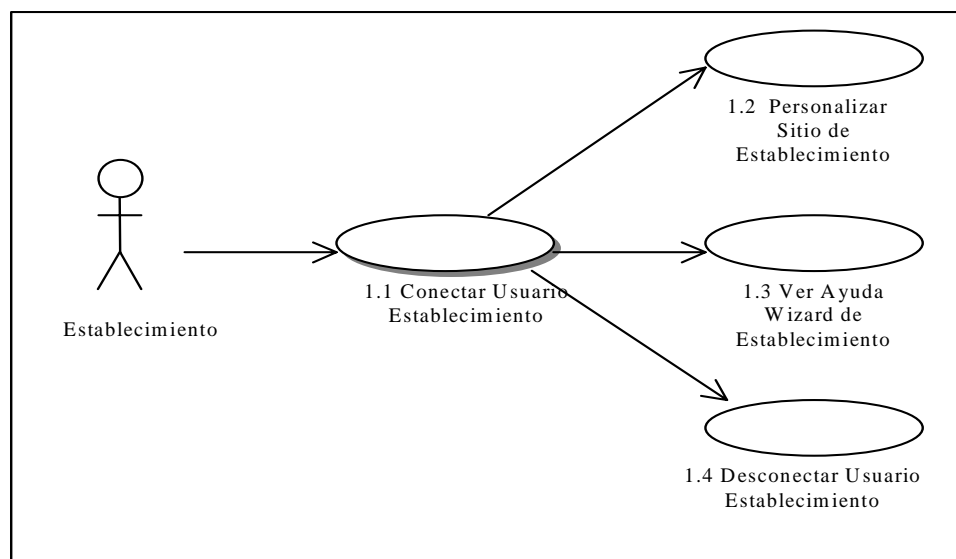 1.2 Personalizar
Sitio de
Establecimiento
Establecimiento
1.1 Conectar Usuario
Establecimiento
1.3 Ver Ayuda
Wizard de
Establecimiento
1.4 Desconectar Usuario
Establecimiento